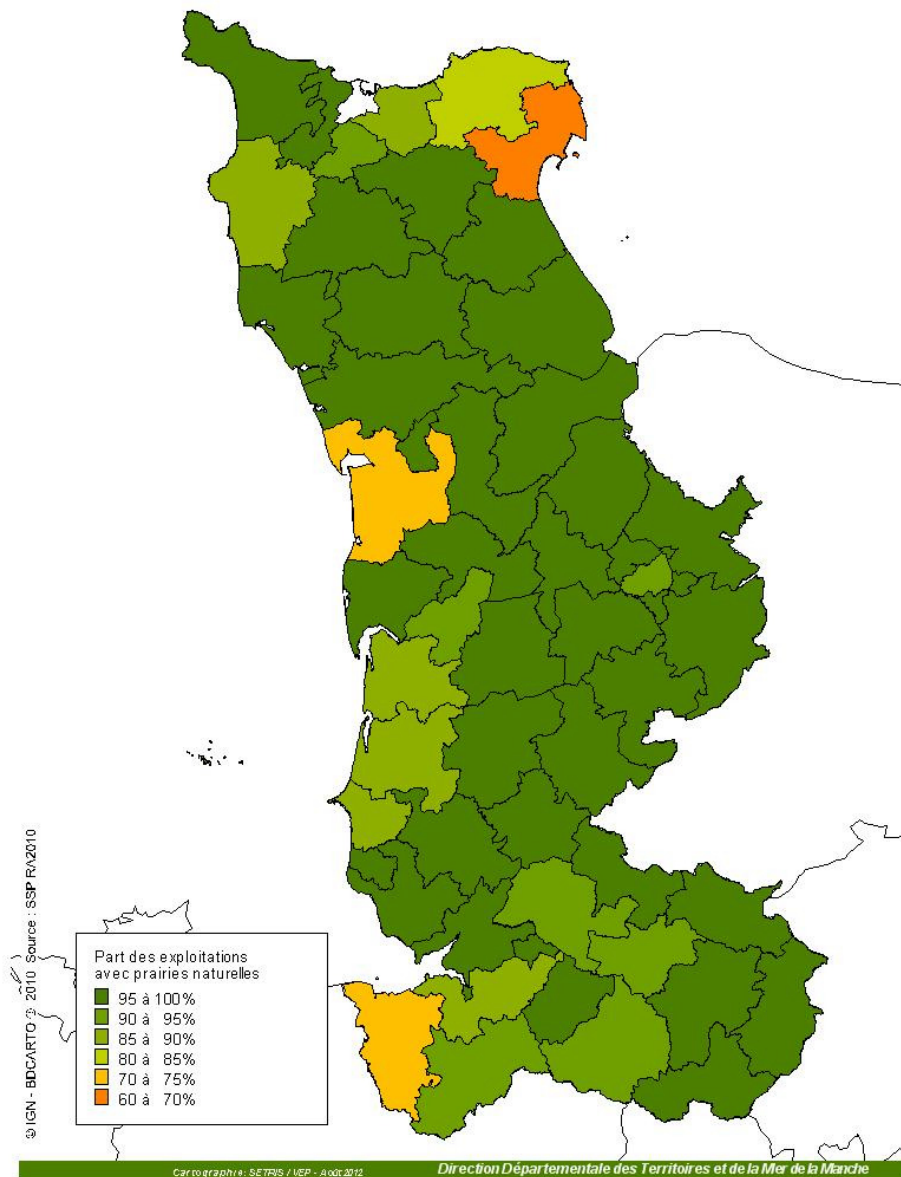 © IGN - BDCARTO ® 2010 Source : SSP RA2010
Part des exploitations
avec prairies naturelles
95 à 100%
90 à 95%
85 à 90%
80 à 85%
70 à 75%
60 à 70%
Cartographie: SETRIS / VEP - Août 2012
Direction Départementale des Territoires et de la Mer de la Manche